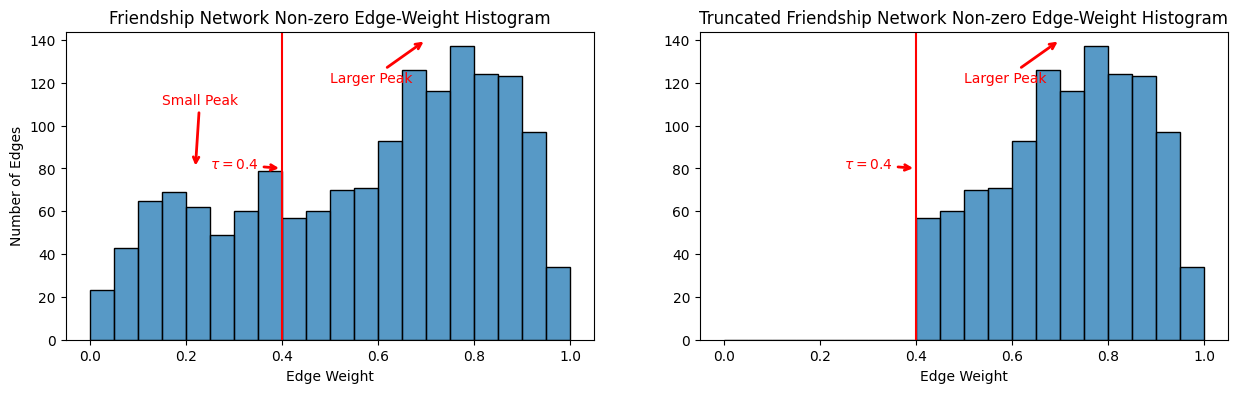 Friendship Network Non-zero Edge-Weight Histogram
140
120
100
80
60
40
20
0
Number of Edges
Small Peak
Larger Peak
τ = 0.4
0.0 0.2 0.4 0.6 0.8 1.0
Edge Weight
Truncated Friendship Network Non-zero Edge-Weight Histogram
140
120
100
80
60
40
20
0
Larger Peak
τ = 0.4
0.0 0.2 0.4 0.6 0.8 1.0
Edge Weight